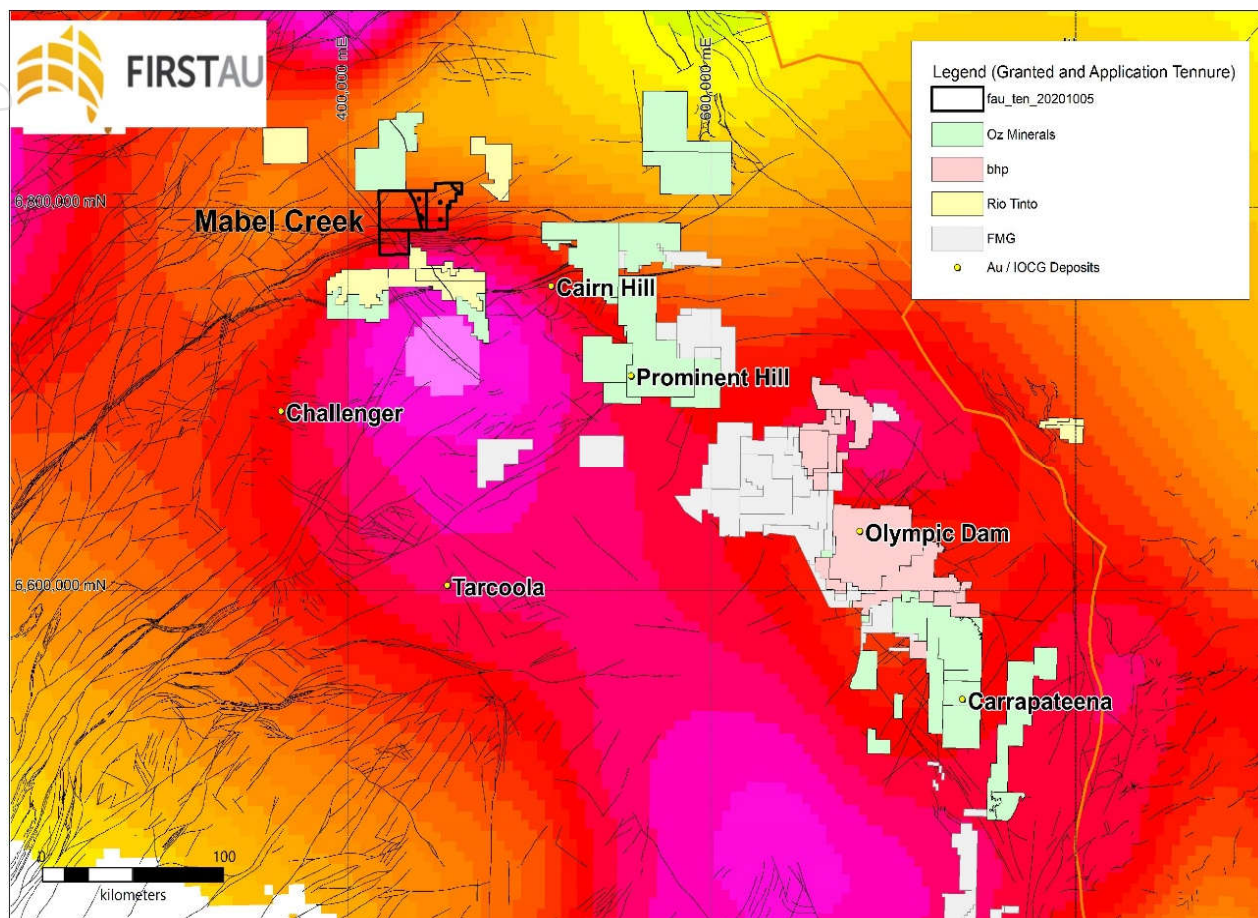 FIRSTAU
400,000 mE
600,000 mE
Legend (Granted and Application Tennure)
fau_ten_20201005
Oz Minerals
bhp
Rio Tinto
FMG
Au / IOCG Deposits
6,800,000 mN
Mabel Creek
Cairn Hill
Prominent Hill
Challenger
Olympic Dam
Tarcoola
6,600,000 mN
Carrapateena
0 100
kilometers